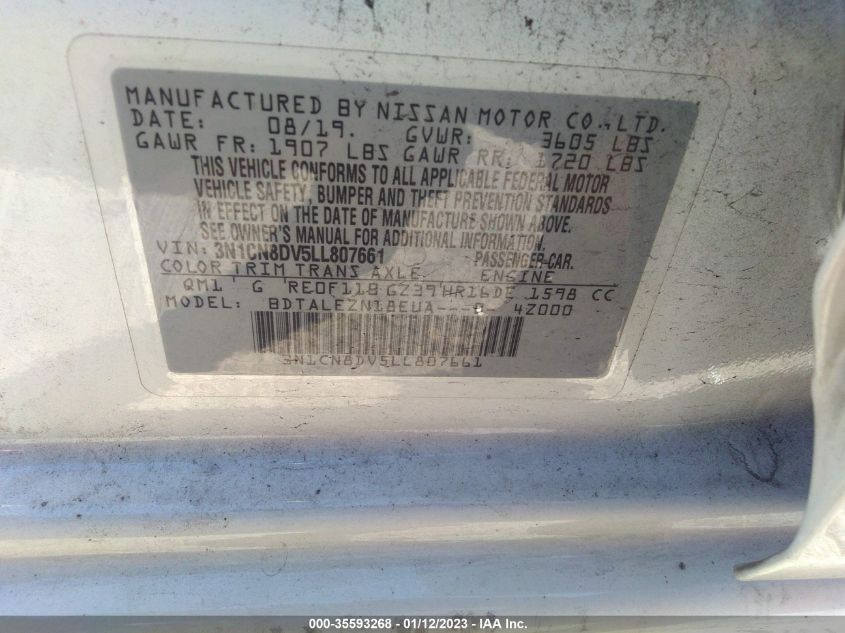 MANUFACTURED BY NISSAN MOTOR CO., LTD.
DATE: 08/19. GVWR: 3605 LBS
GAWR FR: 1907 LBS GAWR RR: 1720 LBS
THIS VEHICLE CONFORMS TO ALL APPLICABLE FEDERAL MOTOR
VEHICLE SAFETY, BUMPER AND THEFT PREVENTION STANDARDS
IN EFFECT ON THE DATE OF MANUFACTURE SHOWN ABOVE.
SEE OWNER'S MANUAL FOR ADDITIONAL INFORMATION.
VIN: 3N1CN8DV5LL807661 PASSENGER-CAR.
COLOR TRIM TRANS AXLE ENGINE
QM1 G RE0F11B GZ39 HR16DE 1598 CC
MODEL: BDTALEZN18EUA---- 4Z000
3N1CN8DV5LL807661
000-35593268 - 01/12/2023 - © IAA Inc.